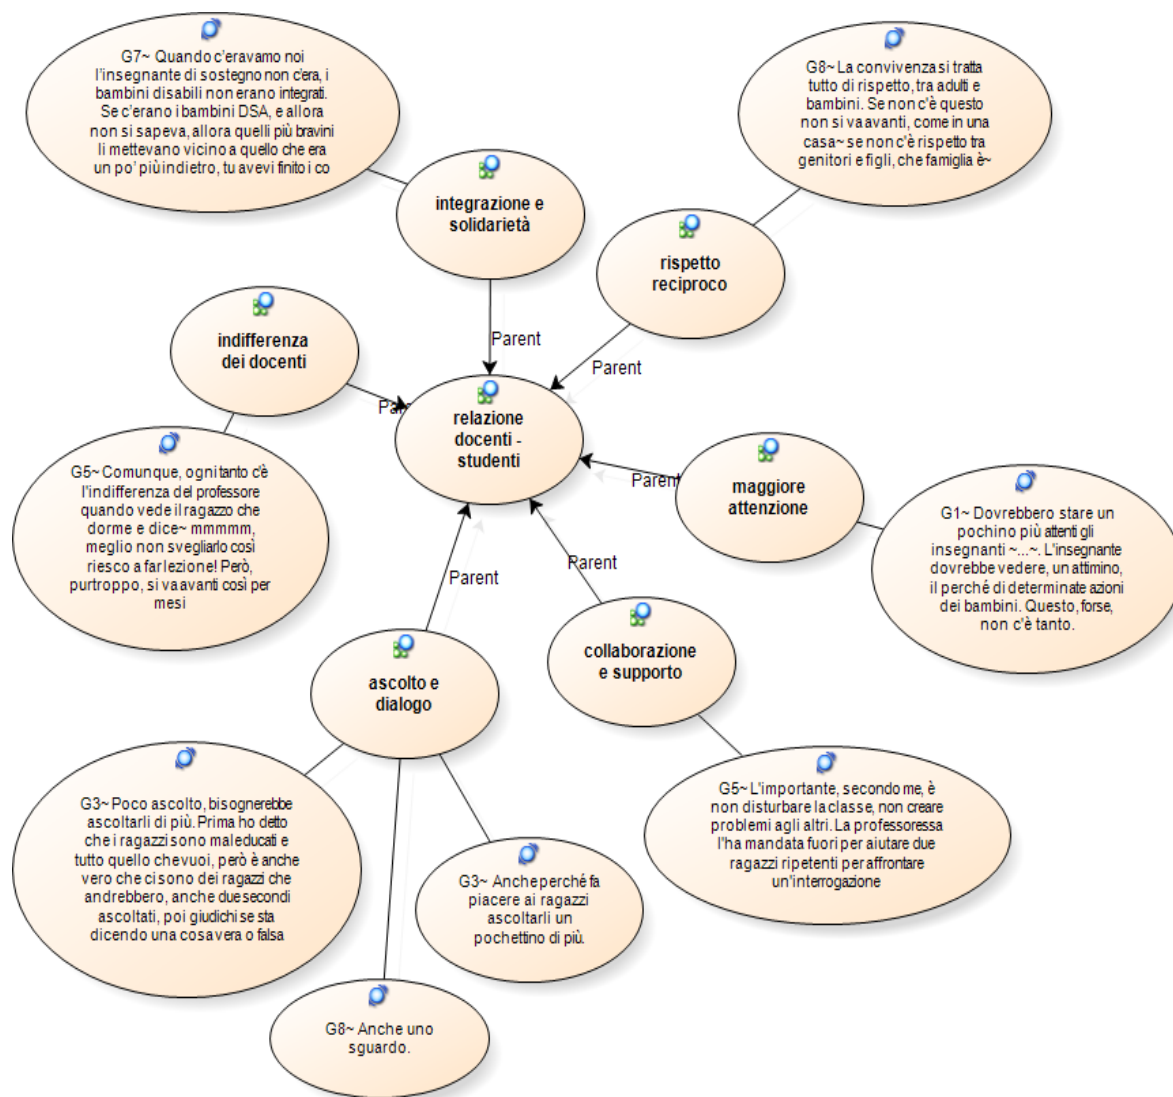 G7~ Quando c'eravamo noi
l'insegnante di sostegno non c'era, i
bambini disabili non erano integrati.
Se c'erano i bambini DSA, e allora
non si sapeva, allora quelli più bravini
li mettevano vicino a quello che era
un po' più indietro, tu avevi finito i co
G8~ La convivenza si tratta
tutto di rispetto, tra adulti e
bambini. Se non c'è questo
non si va avanti, come in una
casa~ se non c'è rispetto tra
genitori e figli, che famiglia è~
integrazione e
solidarietà
rispetto
reciproco
indifferenza
dei docenti
Parent
Parent
Parent
relazione
docenti -
studenti
G5~ Comunque, ogni tanto c'è
l'indifferenza del professore
quando vede il ragazzo che
dorme e dice~ mmmmm,
meglio non svegliarlo così
riesco a far lezione! Però,
purtroppo, si va avanti così per
mesi
Parent
maggiore
attenzione
G1~ Dovrebbero stare un
pochino più attenti gli
insegnanti ~...~. L'insegnante
dovrebbe vedere, un attimino,
il perché di determinate azioni
dei bambini. Questo, forse,
non c'è tanto.
Parent
Parent
ascolto e
dialogo
collaborazione
e supporto
G3~ Poco ascolto, bisognerebbe
ascoltarli di più. Prima ho detto
che i ragazzi sono maleducati e
tutto quello che vuoi, però è anche
vero che ci sono dei ragazzi che
andrebbero, anche due secondi
ascoltati, poi giudichi se sta
dicendo una cosa vera o falsa
G3~ Anche perché fa
piacere ai ragazzi
ascoltarli un
pochettino di più.
G5~ L'importante, secondo me, è
non disturbare la classe, non creare
problemi agli altri. La professoressa
l'ha mandata fuori per aiutare due
ragazzi ripetenti per affrontare
un'interrogazione
G8~ Anche uno
sguardo.